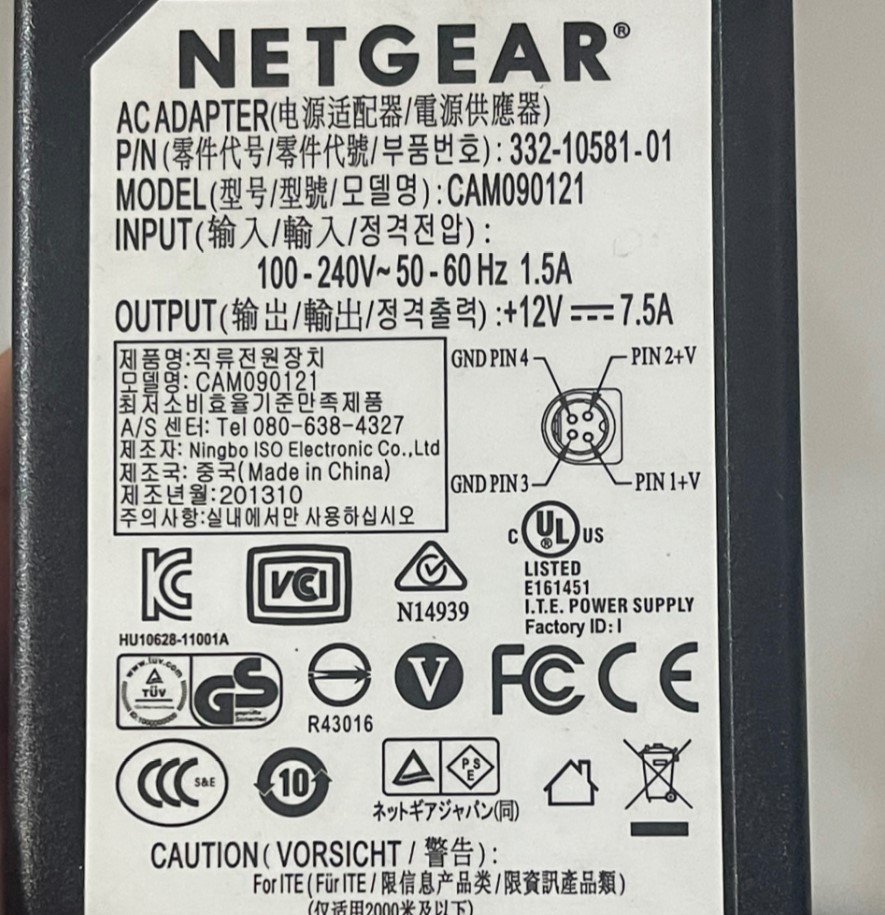 NETGEAR®
AC ADAPTER(电源适配器/電源供應器)
P/N (零件代号/零件代號/부품번호) : 332-10581-01
MODEL(型号/型號/모델명) : CAM090121
INPUT(输入/輸入/정격전압) :
100 - 240V~ 50 - 60 Hz 1.5A
OUTPUT(输出/輸出/정격출력) :+12V ⎓ 7.5A
제품명:직류전원장치
모델명: CAM090121
최저소비효율기준만족제품
A/S 센터: Tel 080-638-4327
제조자: Ningbo ISO Electronic Co.,Ltd
제조국: 중국(Made in China)
제조년월:201310
주의사항:실내에서만 사용하십시오
GND PIN 4
PIN 2+V
GND PIN 3
PIN 1+V
C UL® US
LISTED
E161451
I.T.E. POWER SUPPLY
Factory ID: I
KC
VCI
N14939
HU10628-11001A
www.tuv.com
TÜV
GS
geprüfte Sicherheit
R43016
V
FC CE
CCC S&E
10
PSE
ネットギアジャパン(同)
CAUTION ( VORSICHT / 警告) :
For ITE ( Für ITE / 限信息产品类 / 限資訊產品類)
(仅适用2000米及以下)